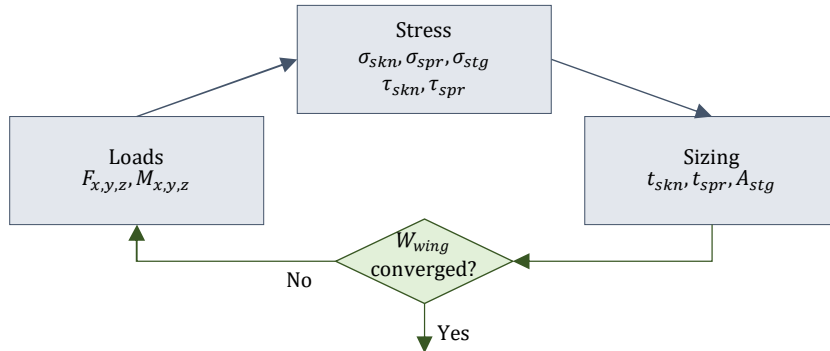 Stress
σ_skn, σ_spr, σ_stg
τ_skn, τ_spr
Loads
F_x,y,z, M_x,y,z
Sizing
t_skn, t_spr, A_stg
W_wing
converged?
No
Yes